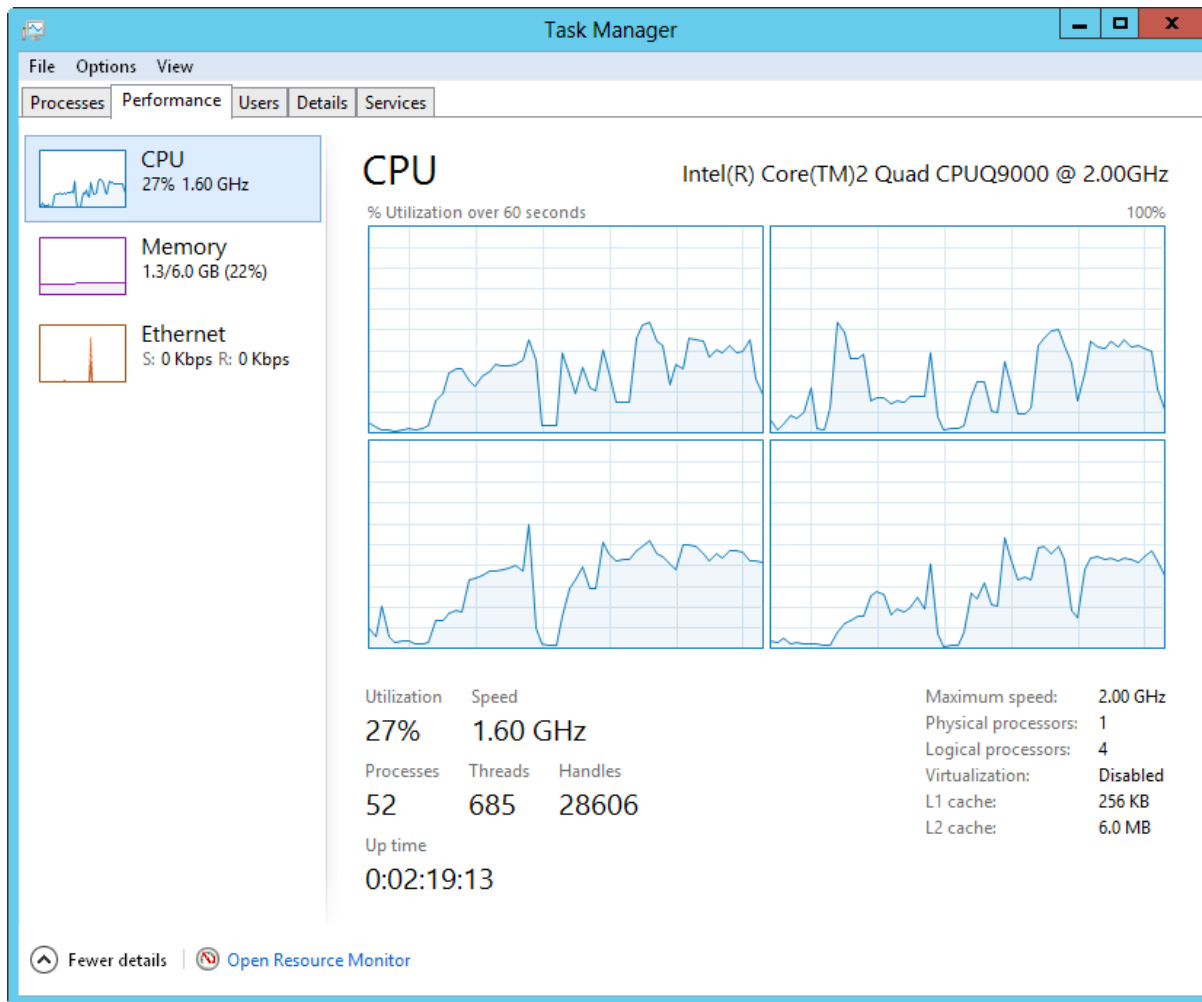 Task Manager
File Options View
Processes Performance Users Details Services
CPU
27% 1.60 GHz
Memory
1.3/6.0 GB (22%)
Ethernet
S: 0 Kbps R: 0 Kbps
CPU
Intel(R) Core(TM)2 Quad CPUQ9000 @ 2.00GHz
% Utilization over 60 seconds 100%
Utilization Speed
27% 1.60 GHz
Processes Threads Handles
52 685 28606
Up time
0:02:19:13
Maximum speed: 2.00 GHz
Physical processors: 1
Logical processors: 4
Virtualization: Disabled
L1 cache: 256 KB
L2 cache: 6.0 MB
Fewer details Open Resource Monitor